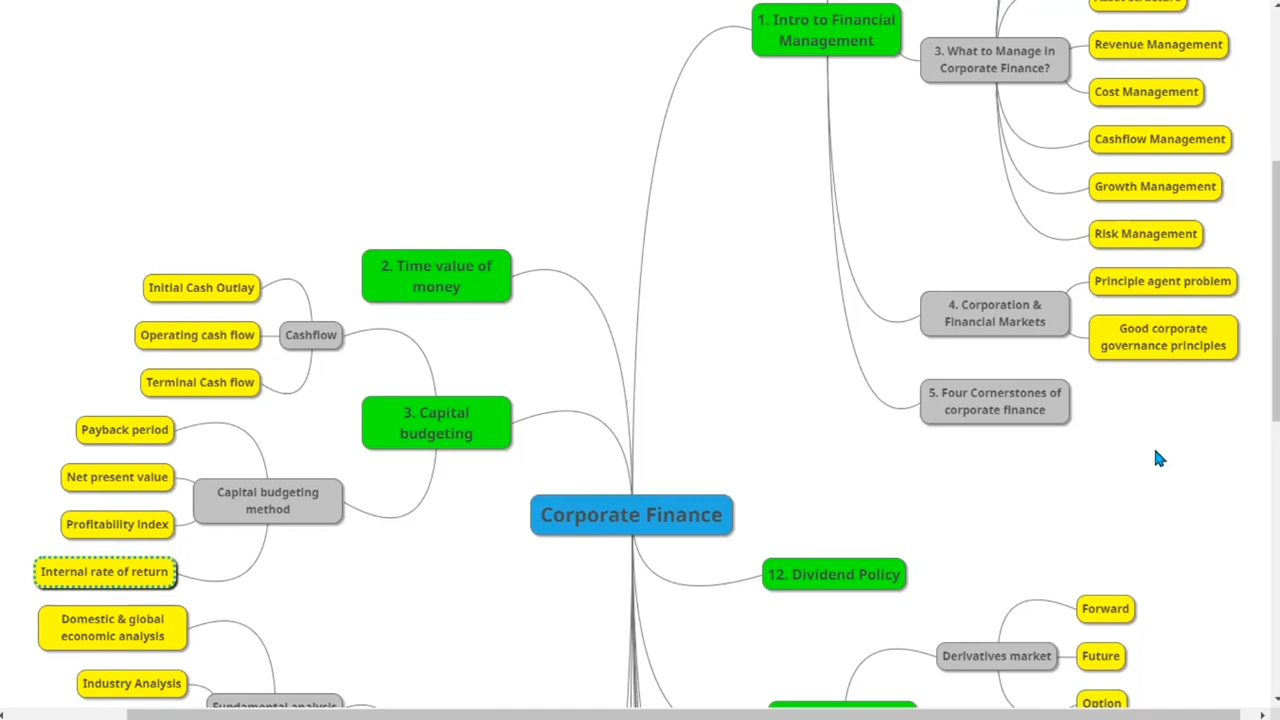 Asset structure
1. Intro to Financial
Management
3. What to Manage in
Corporate Finance?
Revenue Management
Cost Management
Cashflow Management
Growth Management
Risk Management
4. Corporation &
Financial Markets
Principle agent problem
Good corporate
governance principles
5. Four Cornerstones of
corporate finance
2. Time value of
money
Initial Cash Outlay
Operating cash flow
Cashflow
Terminal Cash flow
3. Capital
budgeting
Payback period
Net present value
Capital budgeting
method
Profitability Index
Internal rate of return
Corporate Finance
12. Dividend Policy
Domestic & global
economic analysis
Industry Analysis
Fundamental analysis
Derivatives market
Forward
Future
Option